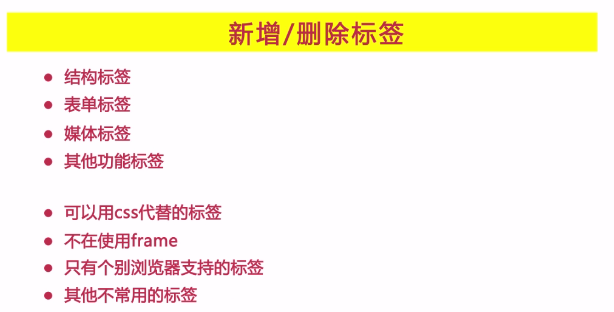 新增/删除标签
结构标签
表单标签
媒体标签
其他功能标签
可以用css代替的标签
不在使用frame
只有个别浏览器支持的标签
其他不常用的标签